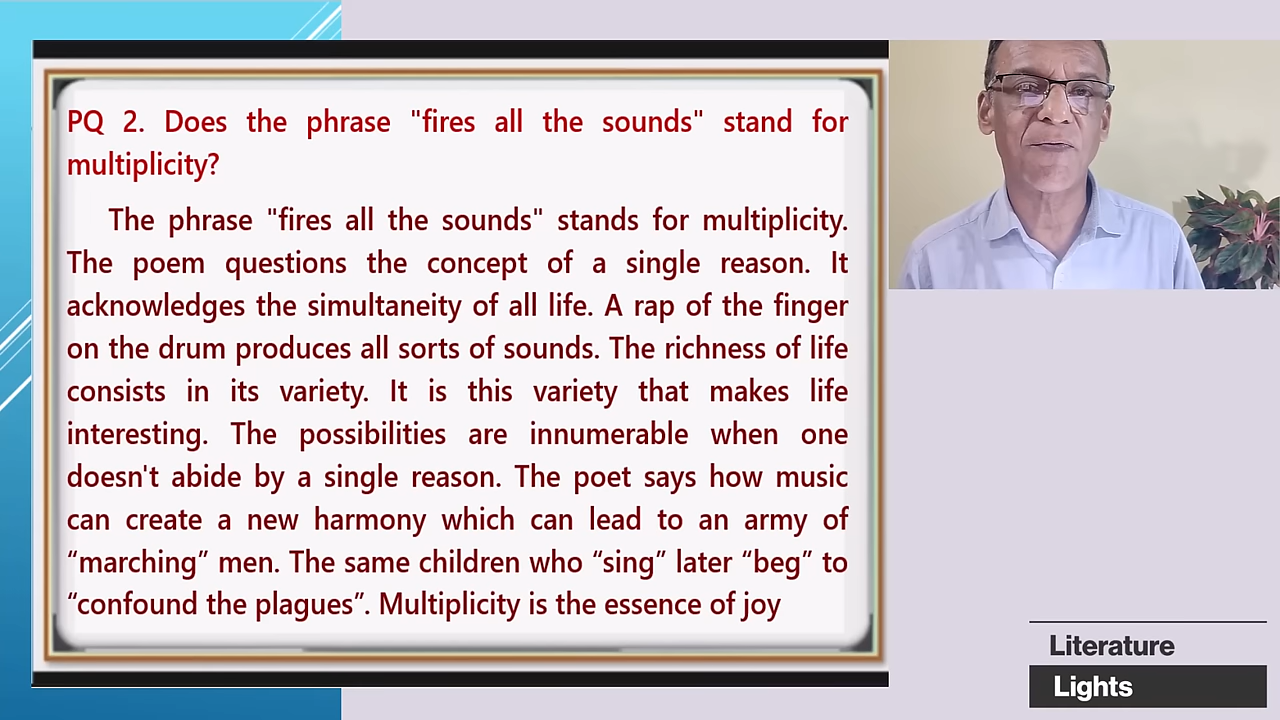 PQ 2. Does the phrase "fires all the sounds" stand for
multiplicity?
The phrase "fires all the sounds" stands for multiplicity.
The poem questions the concept of a single reason. It
acknowledges the simultaneity of all life. A rap of the finger
on the drum produces all sorts of sounds. The richness of life
consists in its variety. It is this variety that makes life
interesting. The possibilities are innumerable when one
doesn't abide by a single reason. The poet says how music
can create a new harmony which can lead to an army of
“marching” men. The same children who “sing” later “beg” to
“confound the plagues”. Multiplicity is the essence of joy
Literature
Lights